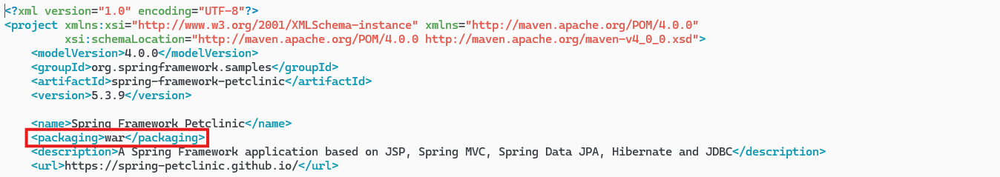 <?xml version="1.0" encoding="UTF-8"?>
<project xmlns:xsi="http://www.w3.org/2001/XMLSchema-instance" xmlns="http://maven.apache.org/POM/4.0.0"
         xsi:schemaLocation="http://maven.apache.org/POM/4.0.0 http://maven.apache.org/maven-v4_0_0.xsd">
    <modelVersion>4.0.0</modelVersion>
    <groupId>org.springframework.samples</groupId>
    <artifactId>spring-framework-petclinic</artifactId>
    <version>5.3.9</version>

    <name>Spring Framework Petclinic</name>
    <packaging>war</packaging>
    <description>A Spring Framework application based on JSP, Spring MVC, Spring Data JPA, Hibernate and JDBC</description>
    <url>https://spring-petclinic.github.io/</url>